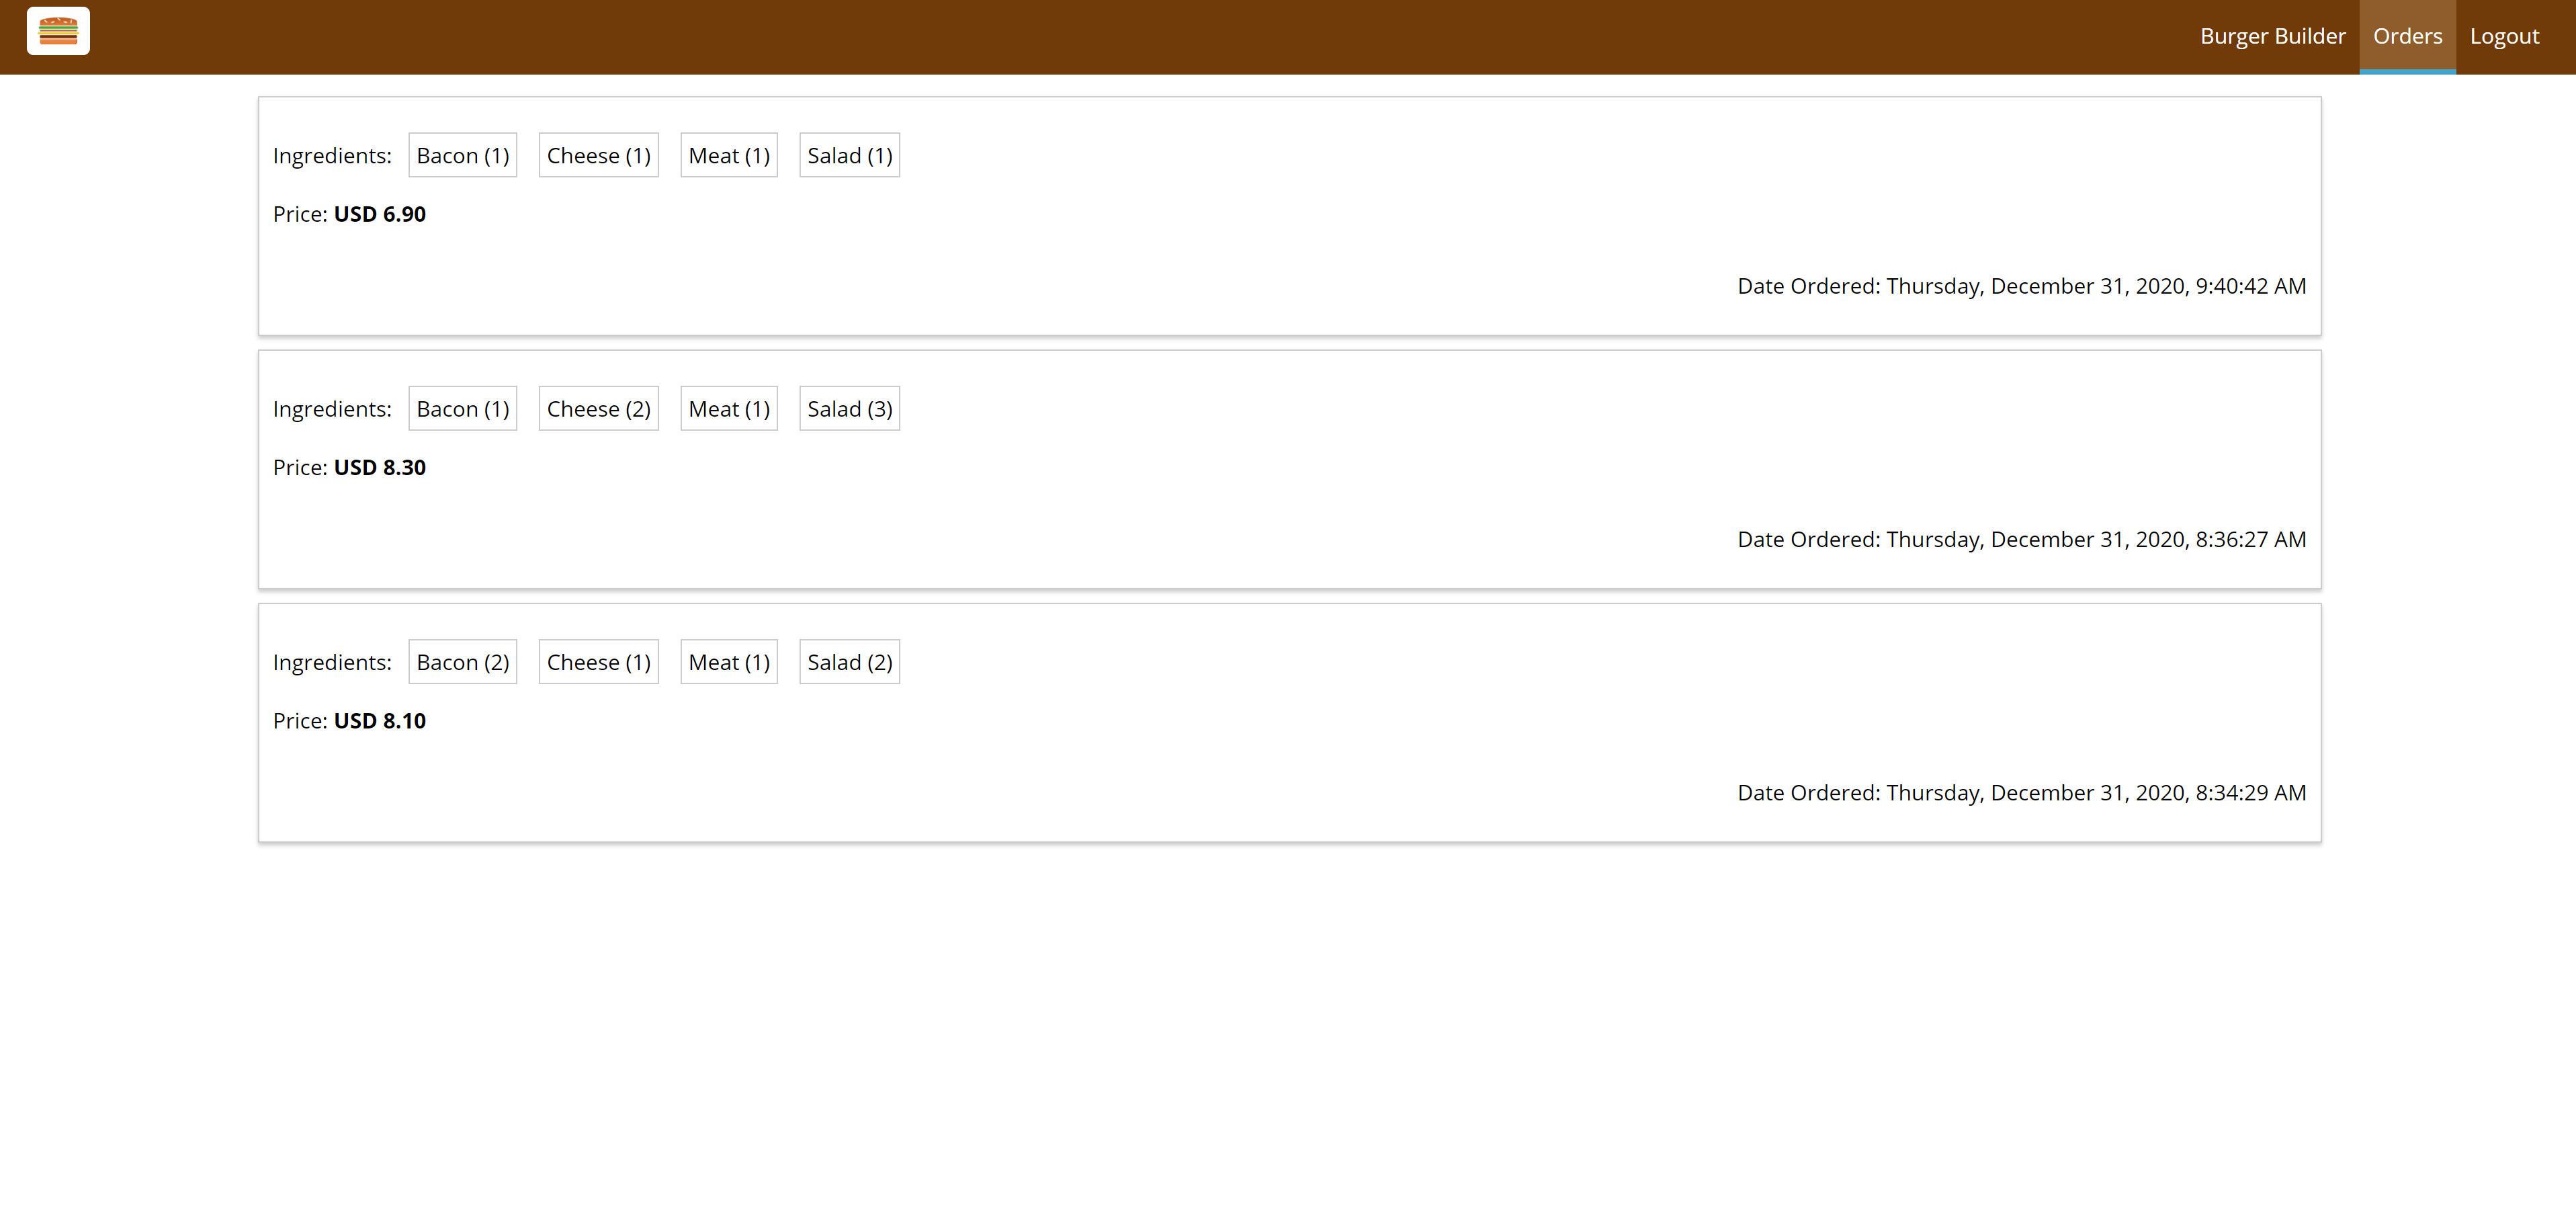 Burger Builder Orders Logout
Ingredients: Bacon (1) Cheese (1) Meat (1) Salad (1)
Price: USD 6.90
Date Ordered: Thursday, December 31, 2020, 9:40:42 AM
Ingredients: Bacon (1) Cheese (2) Meat (1) Salad (3)
Price: USD 8.30
Date Ordered: Thursday, December 31, 2020, 8:36:27 AM
Ingredients: Bacon (2) Cheese (1) Meat (1) Salad (2)
Price: USD 8.10
Date Ordered: Thursday, December 31, 2020, 8:34:29 AM